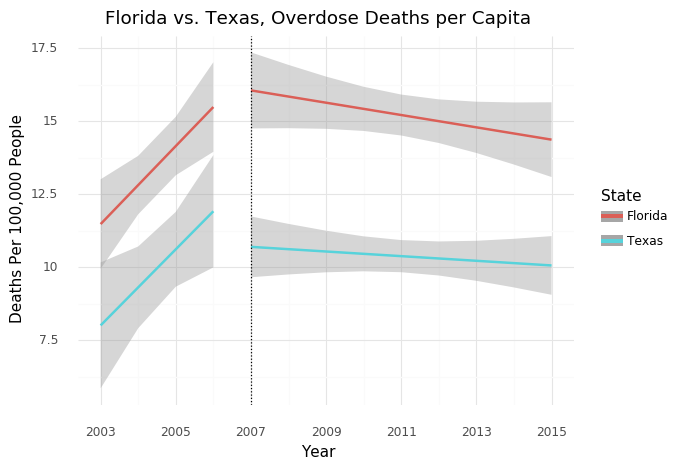 Florida vs. Texas, Overdose Deaths per Capita
17.5
15
12.5
10
7.5
Deaths Per 100,000 People
2003 2005 2007 2009 2011 2013 2015
Year
State
Florida
Texas